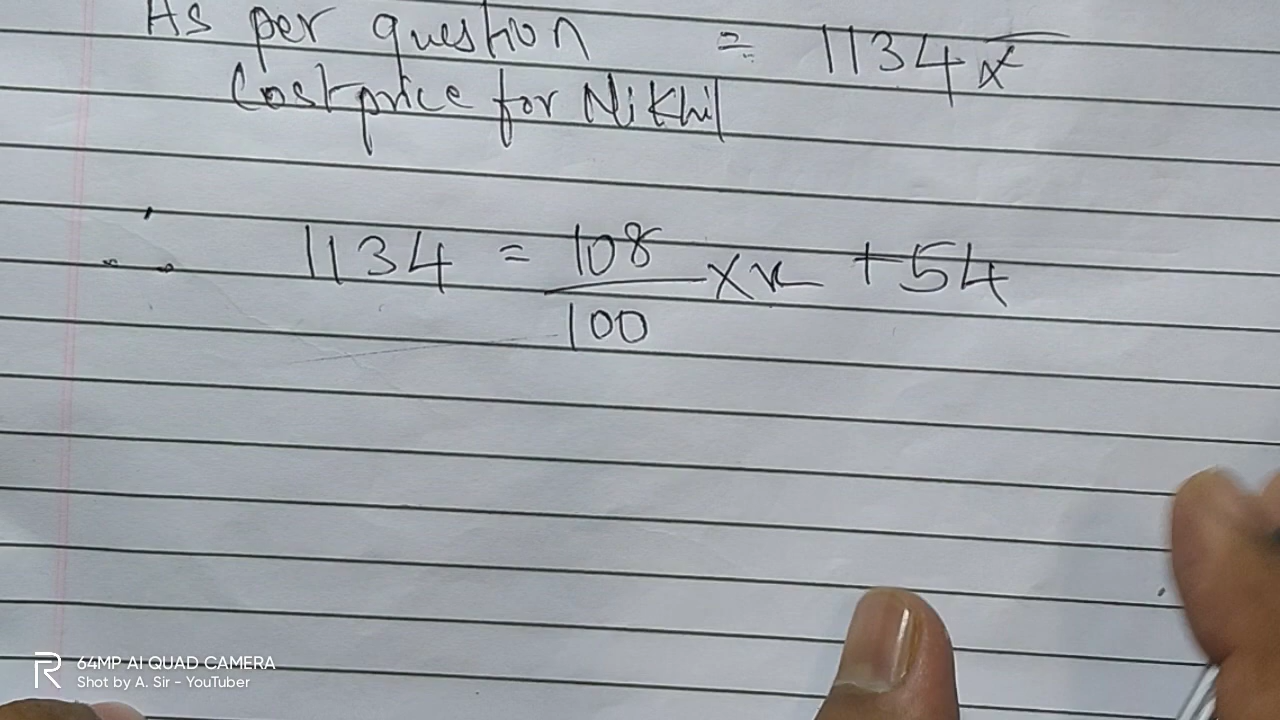 As per question = 1134 x
Cost price for Nikhil
∴ 1134 = 108/100 × x + 54
64MP AI QUAD CAMERA
Shot by A. Sir - YouTuber